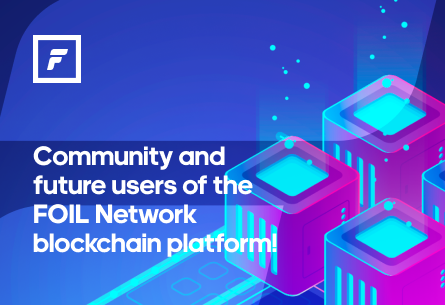 F
Community and
future users of the
FOIL Network
blockchain platform!